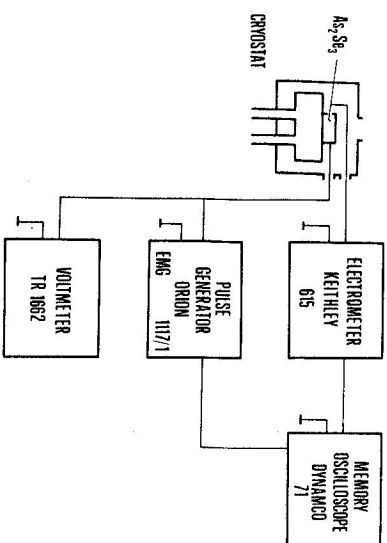 As₂Se₃
CRYOSTAT
ELECTROMETER
KEITHLEY
615
MEMORY
OSCILLOSCOPE
DYNAMCO
71
PULSE
GENERATOR
ORION
EMG 1117/1
VOLTMETER
TR 1662